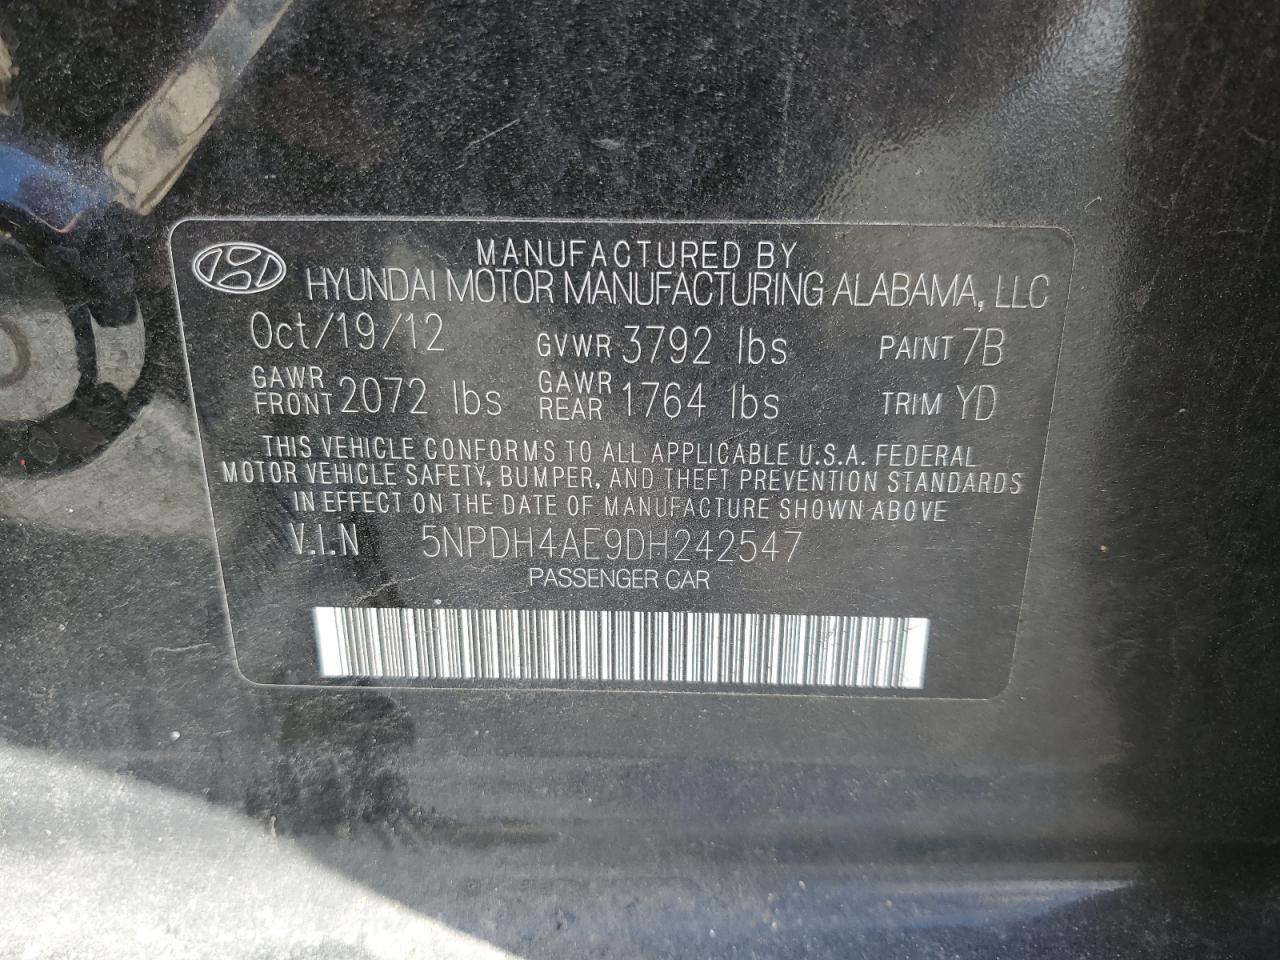 MANUFACTURED BY
HYUNDAI MOTOR MANUFACTURING ALABAMA, LLC
Oct/19/12 GVWR 3792 lbs PAINT 7B
GAWR FRONT 2072 lbs GAWR REAR 1764 lbs TRIM YD
THIS VEHICLE CONFORMS TO ALL APPLICABLE U.S.A. FEDERAL
MOTOR VEHICLE SAFETY, BUMPER, AND THEFT PREVENTION STANDARDS
IN EFFECT ON THE DATE OF MANUFACTURE SHOWN ABOVE
V.I.N 5NPDH4AE9DH242547
PASSENGER CAR